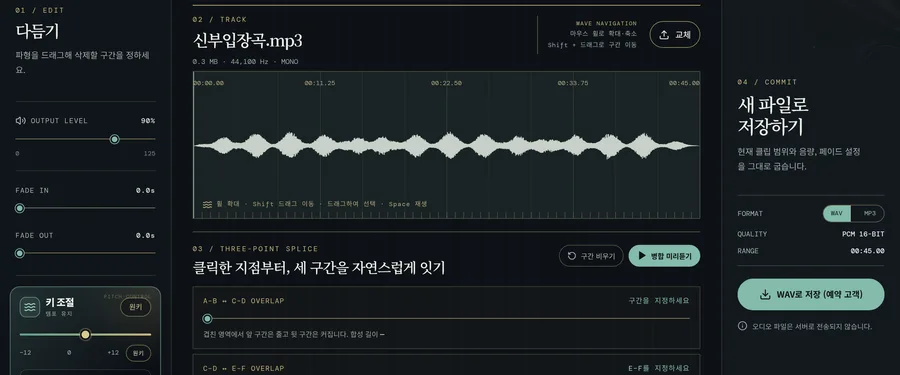 01 / EDIT
다듬기
파형을 드래그해 삭제할 구간을 정하세
요.
OUTPUT LEVEL 90%
0 125
FADE IN 0.0s
FADE OUT 0.0s
키 조절
템포 유지
PITCH CONTROL
원키
-12 0 +12 원키
02 / TRACK
신부입장곡.mp3
0.3 MB · 44,100 Hz · MONO
WAVE NAVIGATION
마우스 휠로 확대·축소
Shift + 드래그로 구간 이동
교체
00:00.00 00:11.25 00:22.50 00:33.75 00:45.00
휠 확대 · Shift 드래그 이동 · 드래그하여 선택 · Space 재생
03 / THREE-POINT SPLICE
클릭한 지점부터, 세 구간을 자연스럽게 잇기
구간 비우기
병합 미리듣기
A-B ↔ C-D OVERLAP 구간을 지정하세요
겹친 영역에서 앞 구간은 줄고 뒷 구간은 커집니다. 합성 길이 —
C-D ↔ E-F OVERLAP E-F를 지정하세요
04 / COMMIT
새 파일로
저장하기
현재 클립 범위와 음량, 페이드 설정
을 그대로 굽습니다.
FORMAT WAV MP3
QUALITY PCM 16-BIT
RANGE 00:45.00
WAV로 저장 (예약 고객)
오디오 파일은 서버로 전송되지 않습니다.